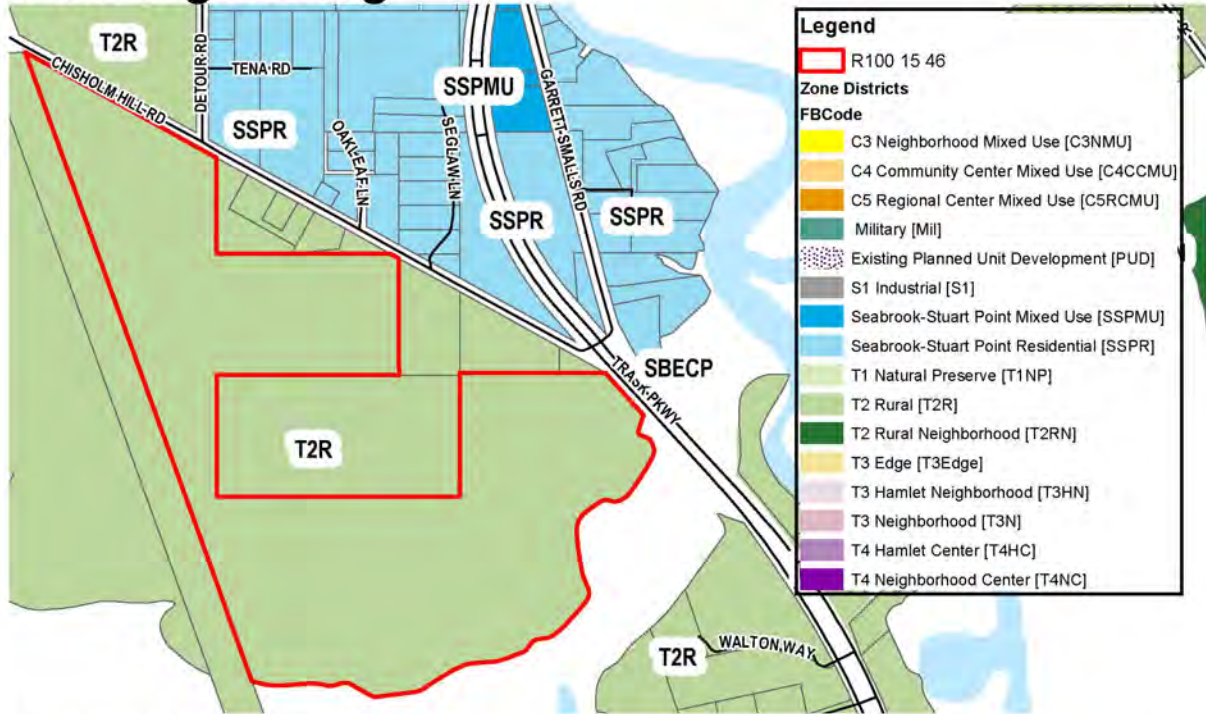 T2R
DETOUR RD
TENA RD
CHISHOLM HILL RD
SSPMU
GARRETT SMALLS RD
SSPR
OAK LEAF LN
SEGLAW LN
SSPR
SSPR
SBECP
TRASK PKWY
T2R
T2R
WALTON WAY
Legend
R100 15 46
Zone Districts
FBCode
C3 Neighborhood Mixed Use [C3NMU]
C4 Community Center Mixed Use [C4CCMU]
C5 Regional Center Mixed Use [C5RCMU]
Military [Mil]
Existing Planned Unit Development [PUD]
S1 Industrial [S1]
Seabrook-Stuart Point Mixed Use [SSPMU]
Seabrook-Stuart Point Residential [SSPR]
T1 Natural Preserve [T1NP]
T2 Rural [T2R]
T2 Rural Neighborhood [T2RN]
T3 Edge [T3Edge]
T3 Hamlet Neighborhood [T3HN]
T3 Neighborhood [T3N]
T4 Hamlet Center [T4HC]
T4 Neighborhood Center [T4NC]